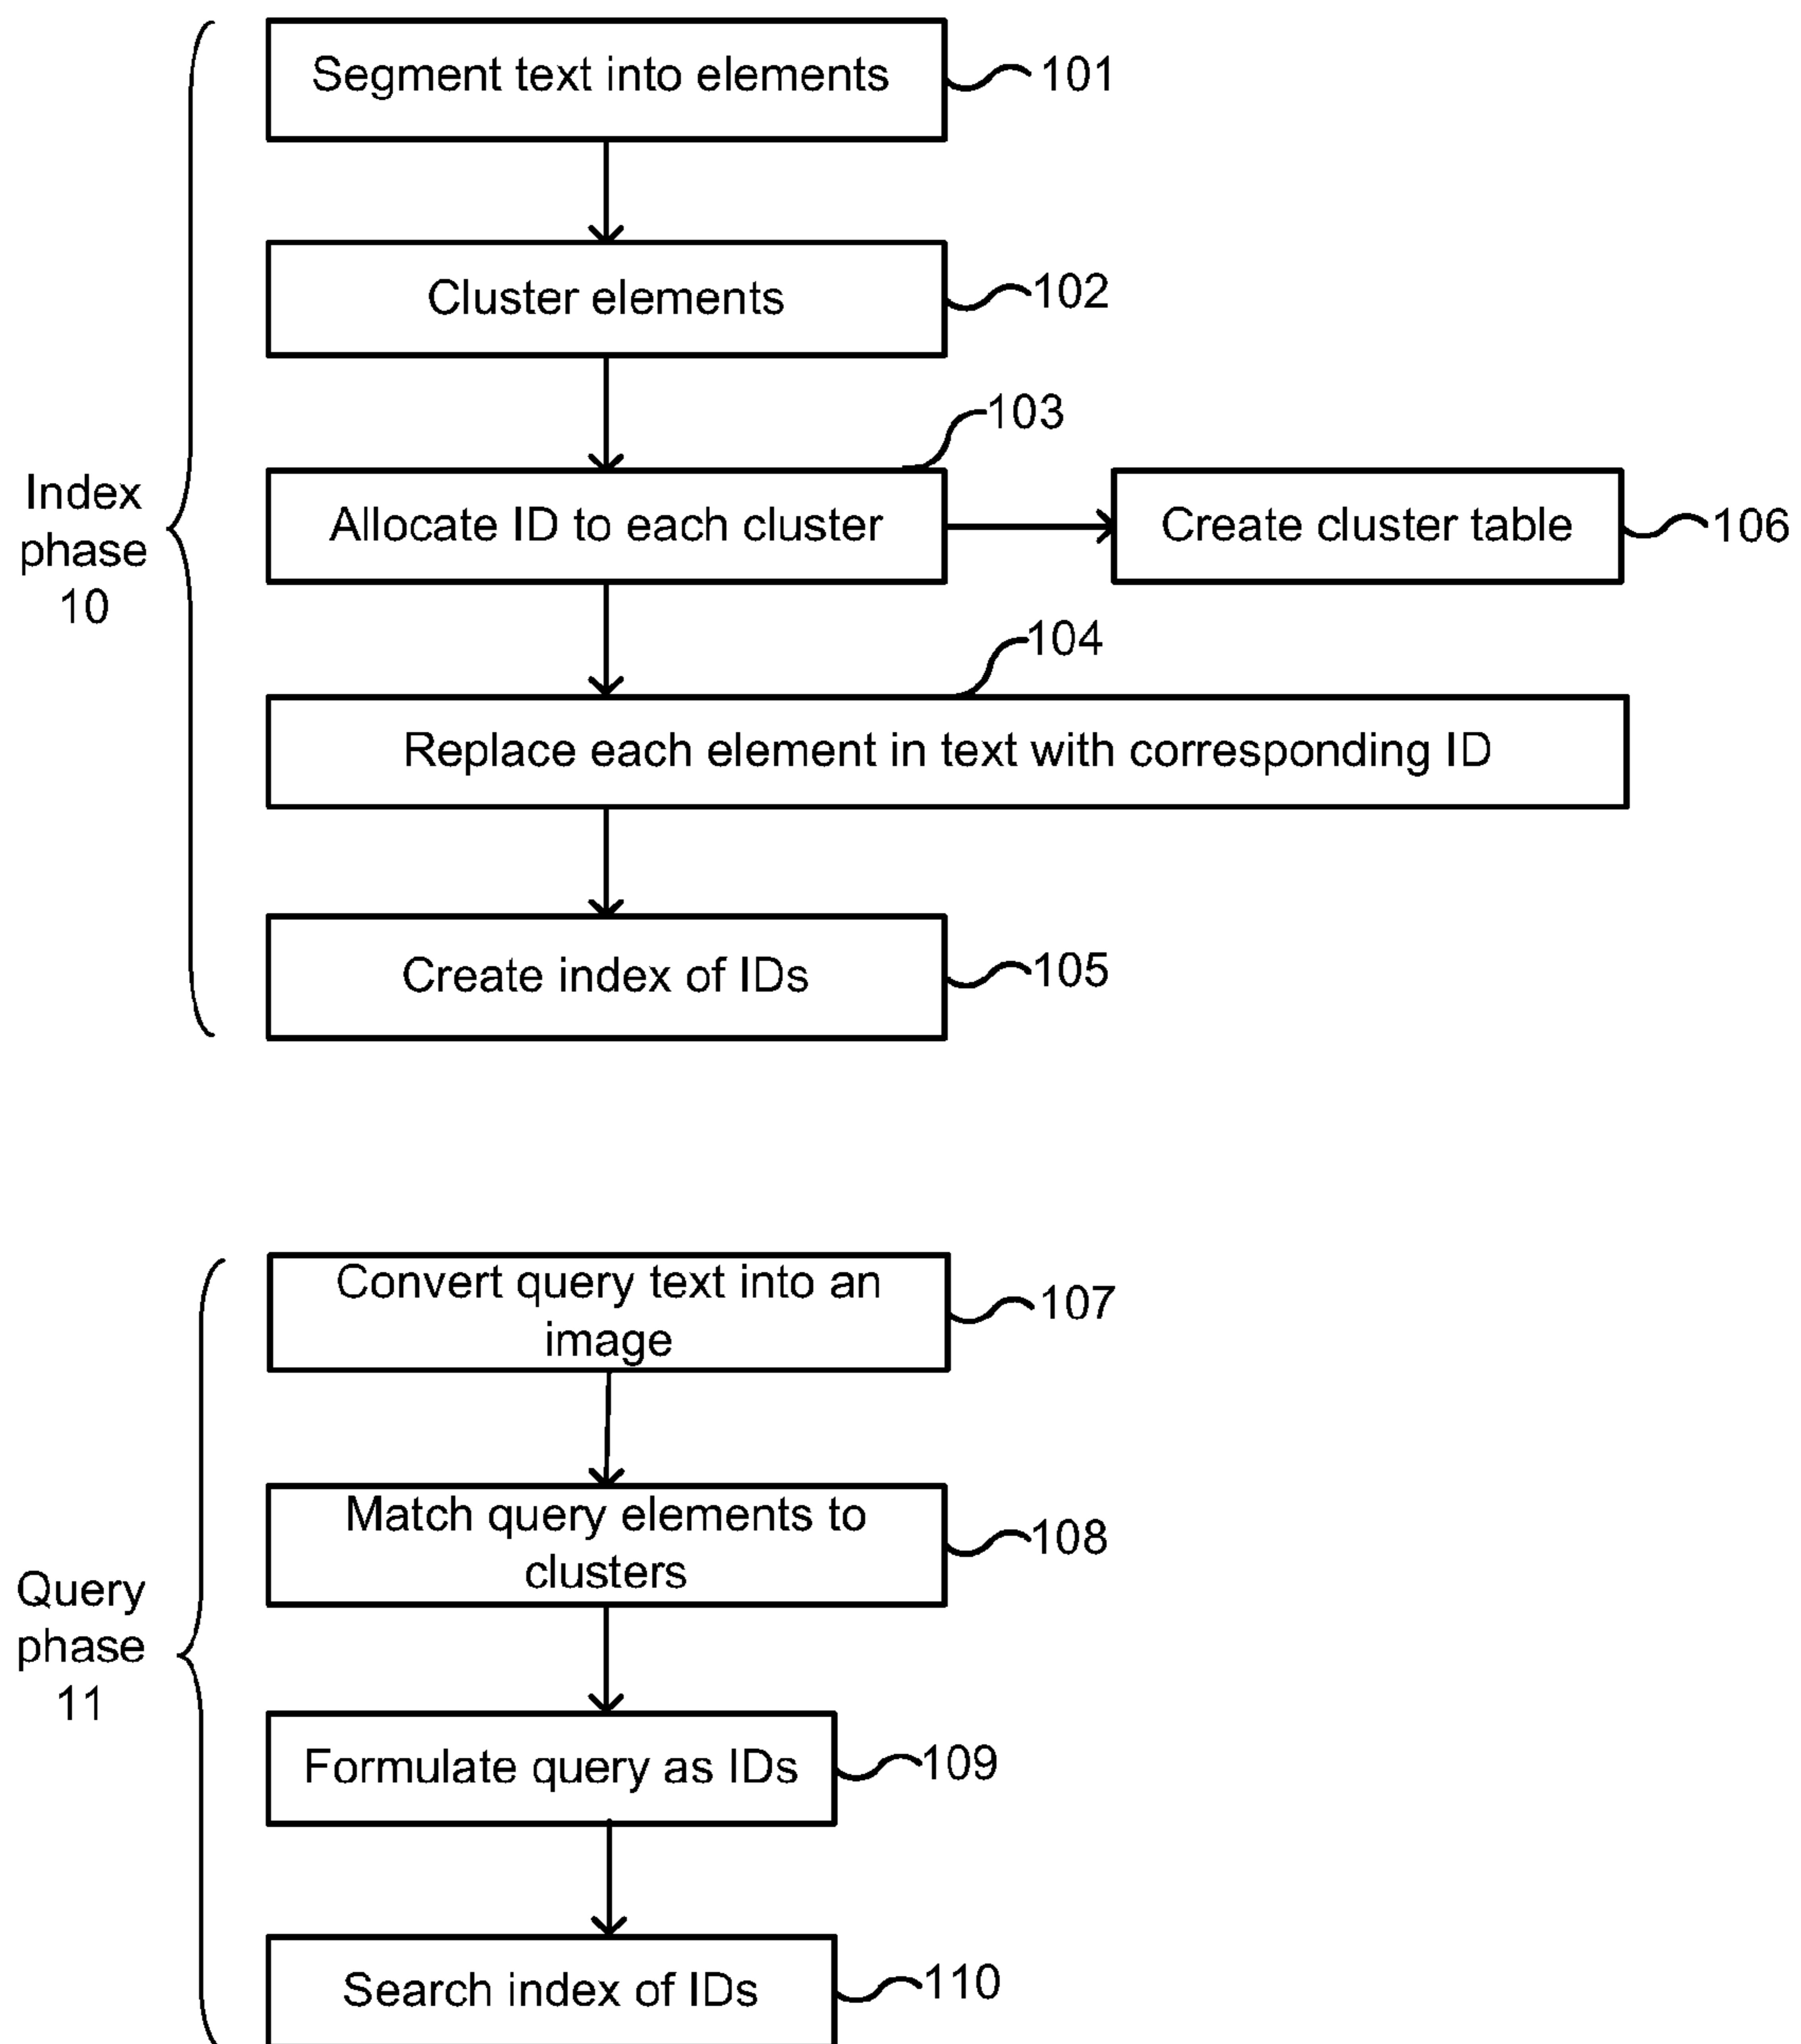 Segment text into elements
101
Cluster elements
102
103
Allocate ID to each cluster
Create cluster table
106
Index
phase
10
104
Replace each element in text with corresponding ID
Create index of IDs
105
Convert query text into an
image
107
Match query elements to
clusters
108
Query
phase
11
Formulate query as IDs
109
Search index of IDs
110